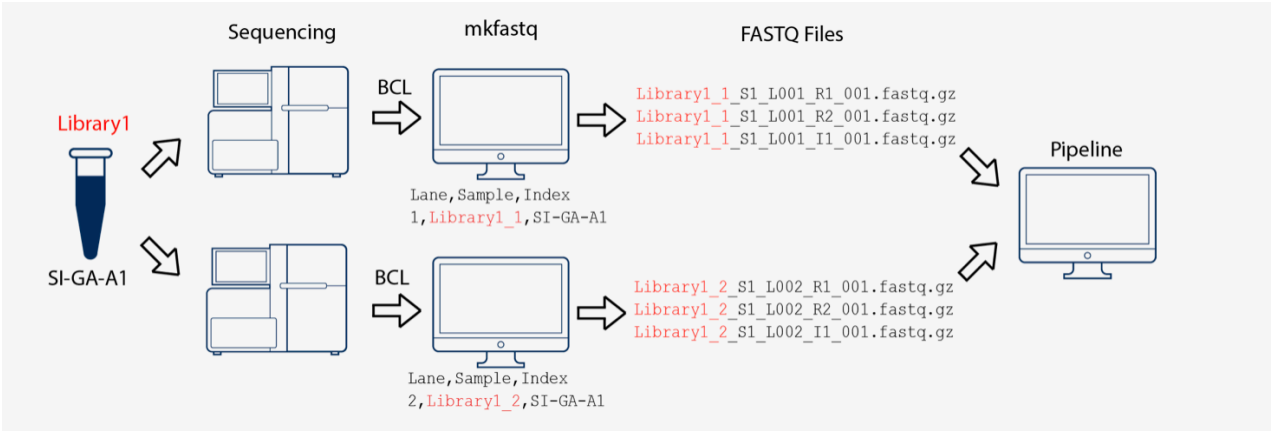 Sequencing
mkfastq
FASTQ Files
BCL
Library1_1_S1_L001_R1_001.fastq.gz
Library1_1_S1_L001_R2_001.fastq.gz
Library1_1_S1_L001_I1_001.fastq.gz
Library1
Pipeline
Lane,Sample,Index
1,Library1_1,SI-GA-A1
SI-GA-A1
BCL
Library1_2_S1_L002_R1_001.fastq.gz
Library1_2_S1_L002_R2_001.fastq.gz
Library1_2_S1_L002_I1_001.fastq.gz
Lane,Sample,Index
2,Library1_2,SI-GA-A1